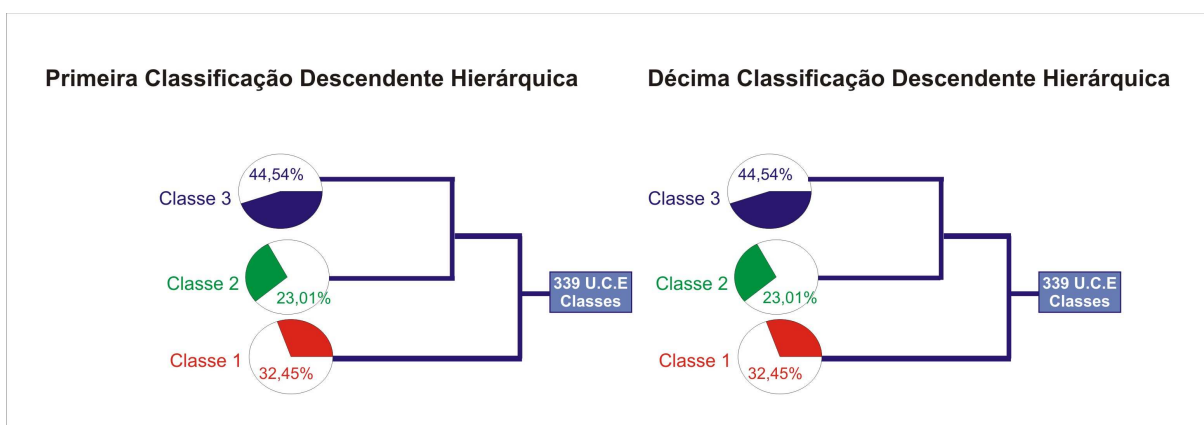 Primeira Classificação Descendente Hierárquica
44,54%
Classe 3
Classe 2
23,01%
Classe 1
32,45%
339 U.C.E
Classes
Décima Classificação Descendente Hierárquica
44,54%
Classe 3
Classe 2
23,01%
Classe 1
32,45%
339 U.C.E
Classes